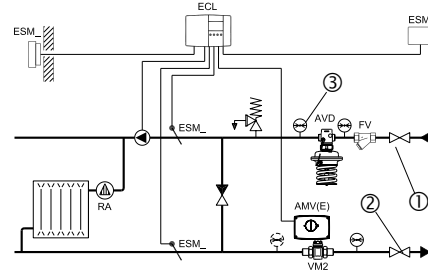 ECL
ESM_
ESM
③
AVD
FV
ESM_
①
RA
AMV(E)
②
ESM_
VM2